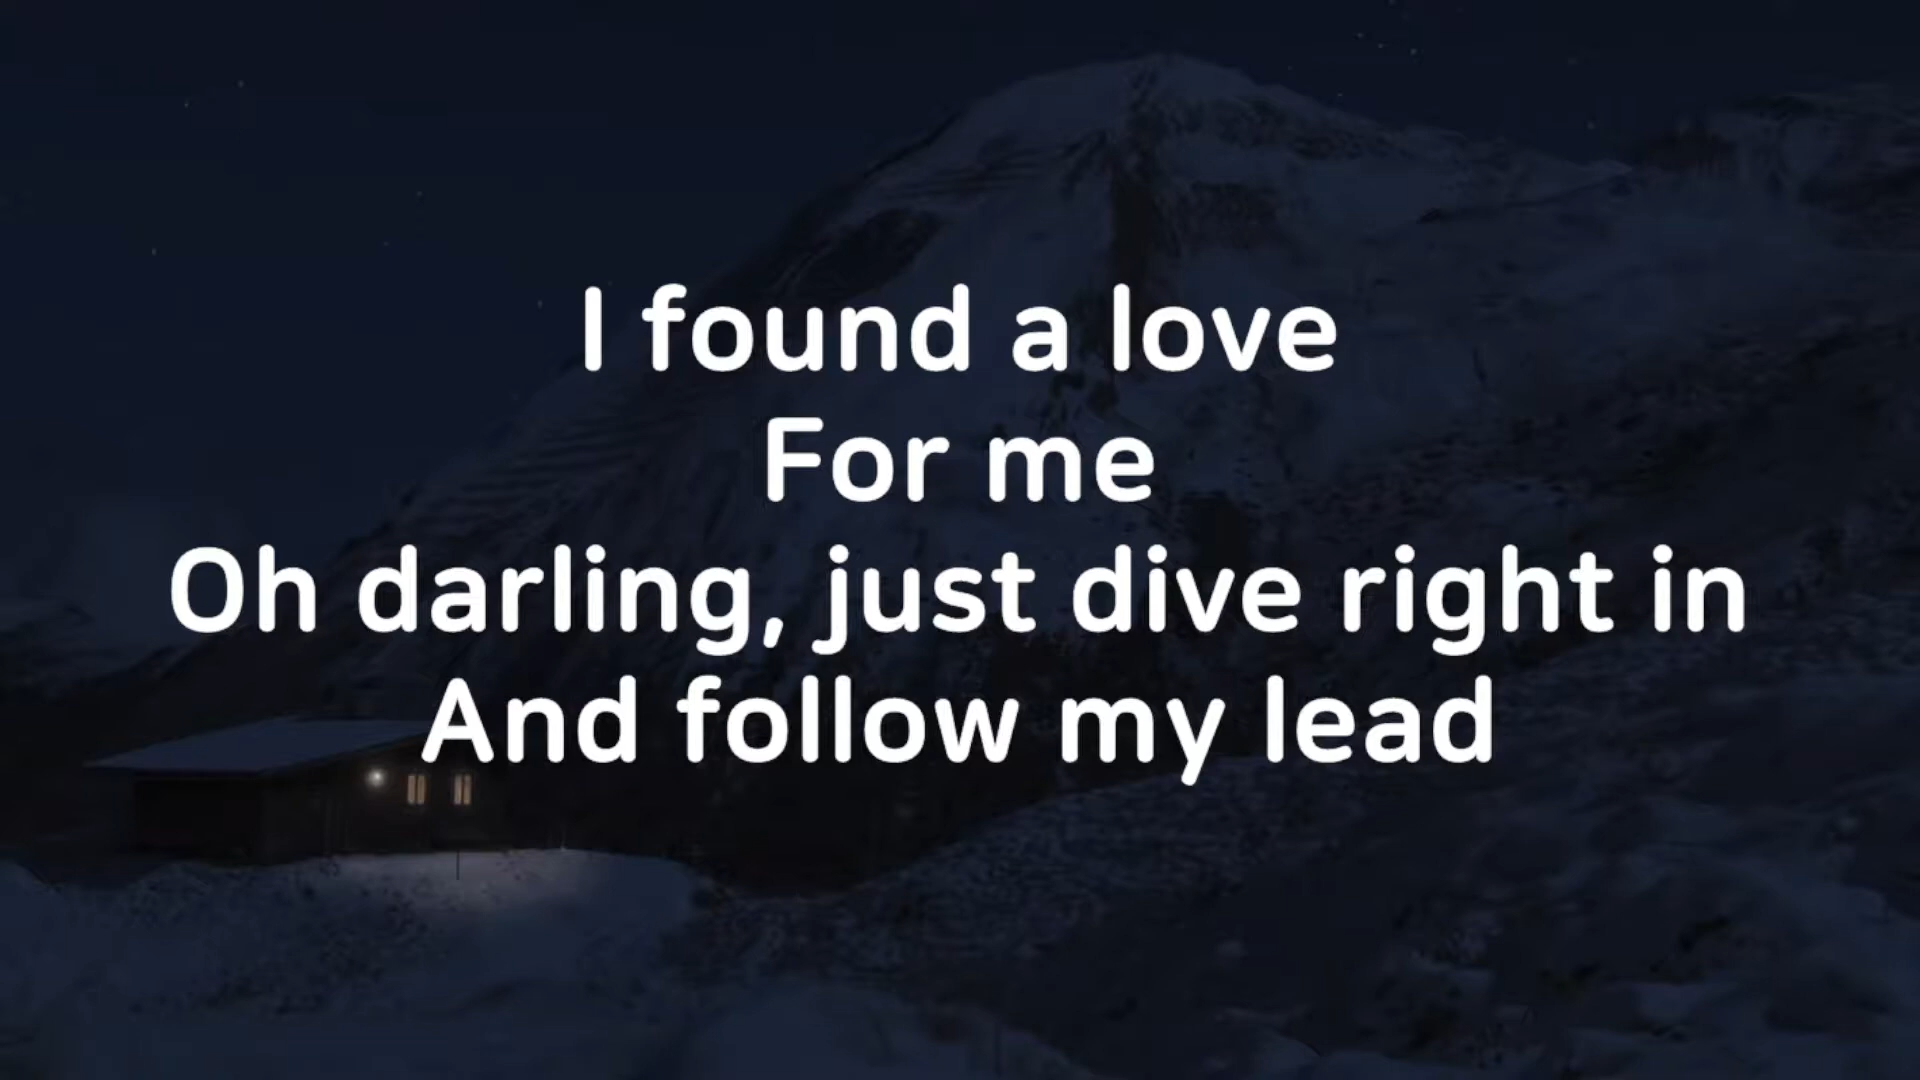 I found a love
For me
Oh darling, just dive right in
And follow my lead